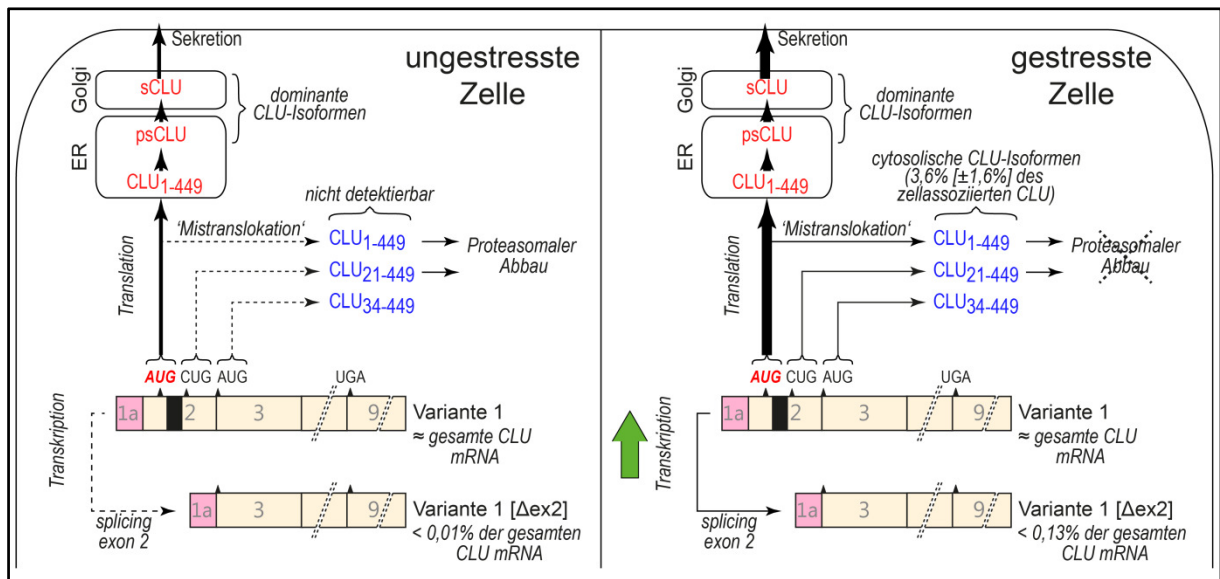 ungestresste
Zelle
Sekretion
Golgi
sCLU
psCLU
ER
CLU1-449
dominante
CLU-Isoformen
nicht detektierbar
'Mistranslokation'
CLU1-449
CLU21-449
CLU34-449
Proteasomaler
Abbau
Translation
AUG CUG AUG UGA
1a 2 3 9
Variante 1
≈ gesamte CLU
mRNA
Transkription
splicing
exon 2
1a 3 9
Variante 1 [Δex2]
< 0,01% der gesamten
CLU mRNA
gestresste
Zelle
Sekretion
Golgi
sCLU
psCLU
ER
CLU1-449
dominante
CLU-Isoformen
cytosolische CLU-Isoformen
(3,6% [±1,6%] des
zellassoziierten CLU)
'Mistranslokation'
CLU1-449
CLU21-449
CLU34-449
Proteasomaler
Abbau
Translation
AUG CUG AUG UGA
1a 2 3 9
Variante 1
≈ gesamte CLU
mRNA
Transkription
splicing
exon 2
1a 3 9
Variante 1 [Δex2]
< 0,13% der gesamten
CLU mRNA